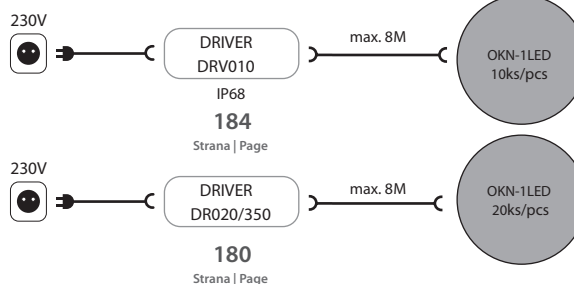 230V
DRIVER
DRV010
max. 8M
OKN-1LED
10ks/pcs
IP68
184
Strana | Page
230V
DRIVER
DR020/350
max. 8M
OKN-1LED
20ks/pcs
180
Strana | Page